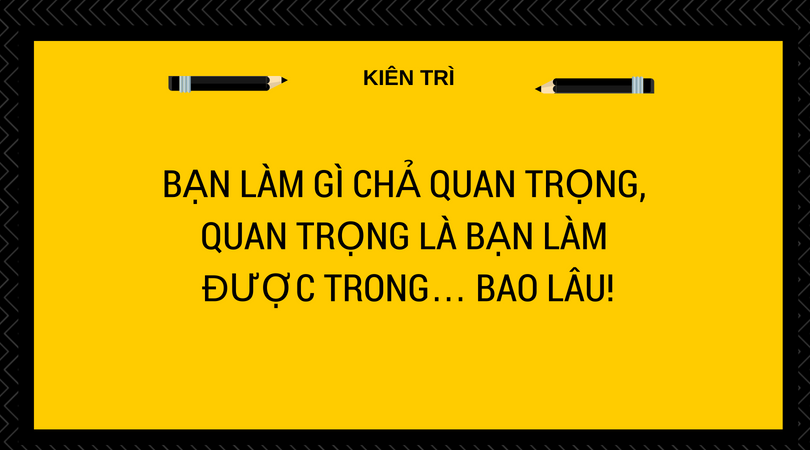 KIÊN TRÌ
BẠN LÀM GÌ CHẢ QUAN TRỌNG,
QUAN TRỌNG LÀ BẠN LÀM
ĐƯỢC TRONG... BAO LÂU!